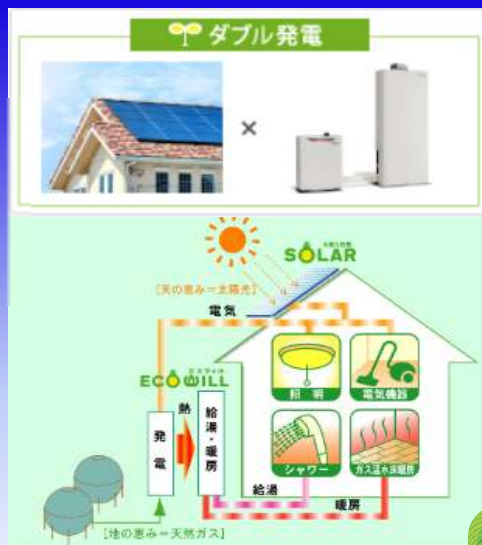 ダブル発電
×
SOLAR
[天の恵み=太陽光]
電気
エコウィル
ECOWILL
照明
電気機器
熱
発電
給湯・暖房
シャワー
ガス温水床暖房
給湯
暖房
[地の恵み=天然ガス]